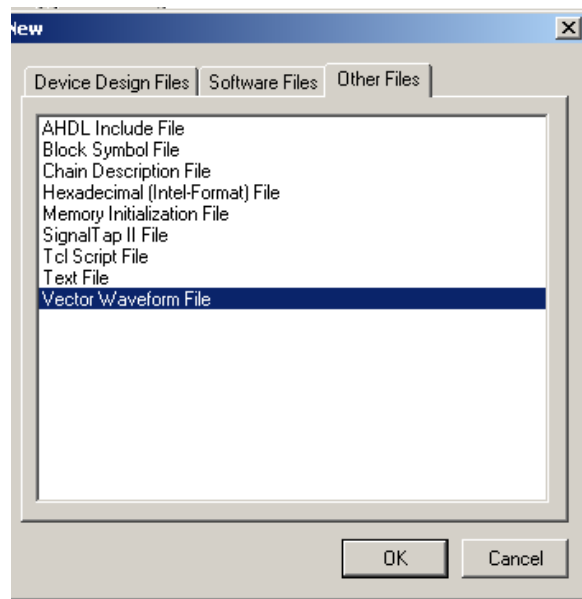 New
Device Design Files Software Files Other Files
AHDL Include File
Block Symbol File
Chain Description File
Hexadecimal (Intel-Format) File
Memory Initialization File
SignalTap II File
Tcl Script File
Text File
Vector Waveform File
OK Cancel